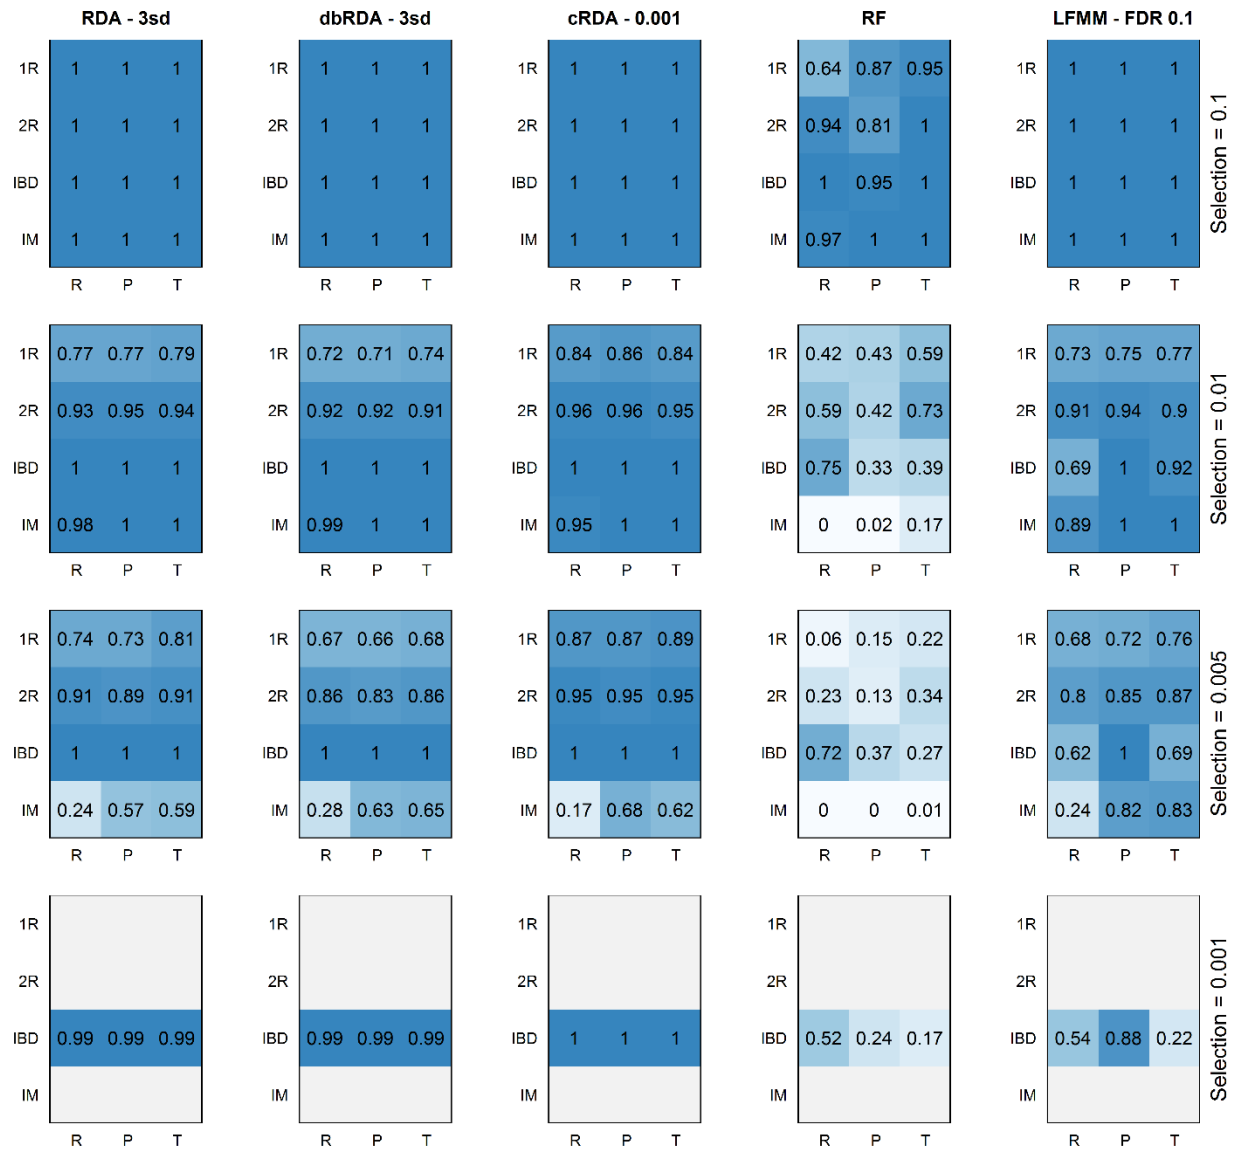 RDA - 3sd dbRDA - 3sd cRDA - 0.001 RF LFMM - FDR 0.1
1R 1 1 1 1R 1 1 1 1R 1 1 1 1R 0.64 0.87 0.95 1R 1 1 1
2R 1 1 1 2R 1 1 1 2R 1 1 1 2R 0.94 0.81 1 2R 1 1 1
IBD 1 1 1 IBD 1 1 1 IBD 1 1 1 IBD 1 0.95 1 IBD 1 1 1
IM 1 1 1 IM 1 1 1 IM 1 1 1 IM 0.97 1 1 IM 1 1 1
R P T R P T R P T R P T R P T
Selection = 0.1
1R 0.77 0.77 0.79 1R 0.72 0.71 0.74 1R 0.84 0.86 0.84 1R 0.42 0.43 0.59 1R 0.73 0.75 0.77
2R 0.93 0.95 0.94 2R 0.92 0.92 0.91 2R 0.96 0.96 0.95 2R 0.59 0.42 0.73 2R 0.91 0.94 0.9
IBD 1 1 1 IBD 1 1 1 IBD 1 1 1 IBD 0.75 0.33 0.39 IBD 0.69 1 0.92
IM 0.98 1 1 IM 0.99 1 1 IM 0.95 1 1 IM 0 0.02 0.17 IM 0.89 1 1
R P T R P T R P T R P T R P T
Selection = 0.01
1R 0.74 0.73 0.81 1R 0.67 0.66 0.68 1R 0.87 0.87 0.89 1R 0.06 0.15 0.22 1R 0.68 0.72 0.76
2R 0.91 0.89 0.91 2R 0.86 0.83 0.86 2R 0.95 0.95 0.95 2R 0.23 0.13 0.34 2R 0.8 0.85 0.87
IBD 1 1 1 IBD 1 1 1 IBD 1 1 1 IBD 0.72 0.37 0.27 IBD 0.62 1 0.69
IM 0.24 0.57 0.59 IM 0.28 0.63 0.65 IM 0.17 0.68 0.62 IM 0 0 0.01 IM 0.24 0.82 0.83
R P T R P T R P T R P T R P T
Selection = 0.005
1R 1R 1R 1R 1R
2R 2R 2R 2R 2R
IBD 0.99 0.99 0.99 IBD 0.99 0.99 0.99 IBD 1 1 1 IBD 0.52 0.24 0.17 IBD 0.54 0.88 0.22
IM IM IM IM IM
R P T R P T R P T R P T R P T
Selection = 0.001